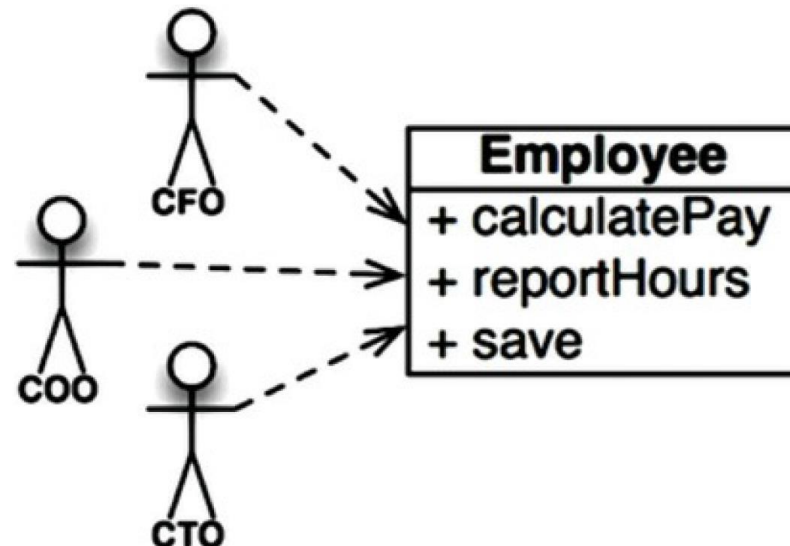 CFO
COO
CTO
Employee
+ calculatePay
+ reportHours
+ save